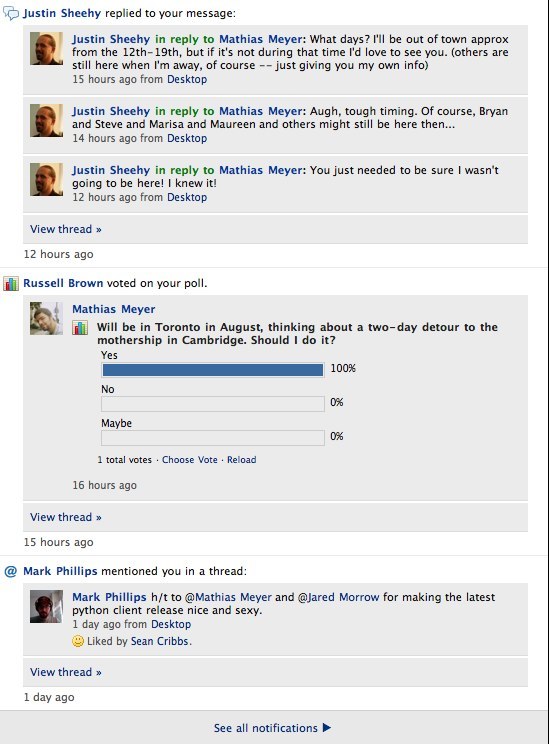 Justin Sheehy replied to your message:
Justin Sheehy in reply to Mathias Meyer: What days? I'll be out of town approx
from the 12th-19th, but if it's not during that time I'd love to see you. (others are
still here when I'm away, of course -- just giving you my own info)
15 hours ago from Desktop
Justin Sheehy in reply to Mathias Meyer: Augh, tough timing. Of course, Bryan
and Steve and Marisa and Maureen and others might still be here then...
14 hours ago from Desktop
Justin Sheehy in reply to Mathias Meyer: You just needed to be sure I wasn't
going to be here! I knew it!
12 hours ago from Desktop
View thread »
12 hours ago
Russell Brown voted on your poll.
Mathias Meyer
Will be in Toronto in August, thinking about a two-day detour to the
mothership in Cambridge. Should I do it?
Yes
100%
No
0%
Maybe
0%
1 total votes · Choose Vote · Reload
16 hours ago
View thread »
15 hours ago
@ Mark Phillips mentioned you in a thread:
Mark Phillips h/t to @Mathias Meyer and @Jared Morrow for making the latest
python client release nice and sexy.
1 day ago from Desktop
Liked by Sean Cribbs.
View thread »
1 day ago
See all notifications ▶